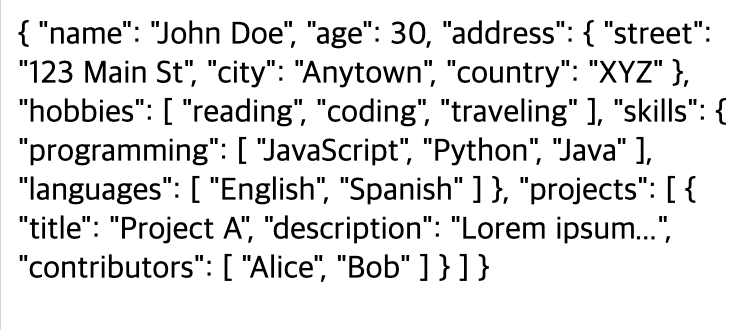 { "name": "John Doe", "age": 30, "address": { "street":
"123 Main St", "city": "Anytown", "country": "XYZ" },
"hobbies": [ "reading", "coding", "traveling" ], "skills": {
"programming": [ "JavaScript", "Python", "Java" ],
"languages": [ "English", "Spanish" ] }, "projects": [ {
"title": "Project A", "description": "Lorem ipsum...",
"contributors": [ "Alice", "Bob" ] } ] }